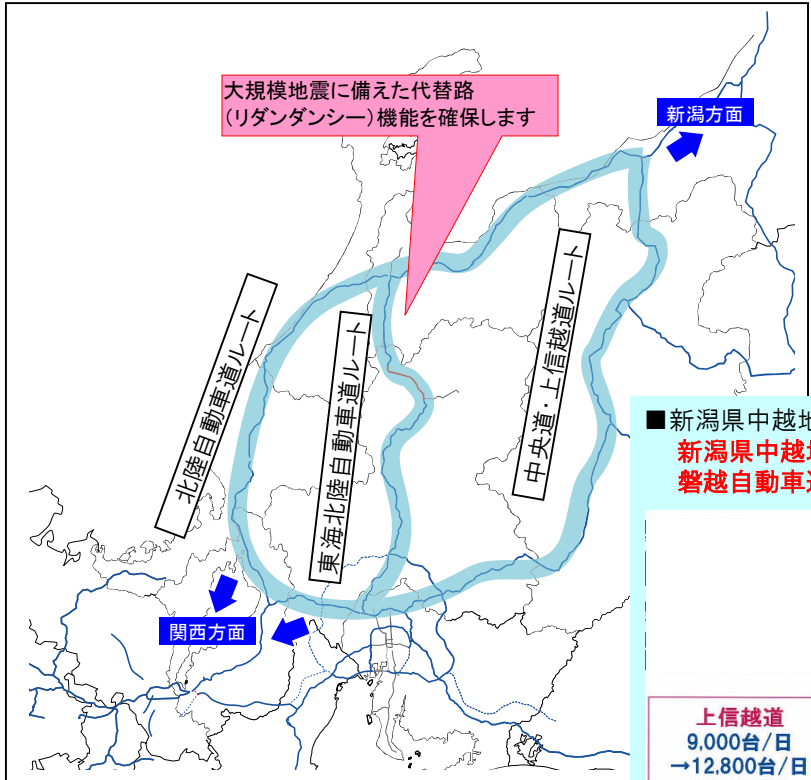 大規模地震に備えた代替路
(リダンダンシー)機能を確保します
新潟方面
北陸自動車道ルート
東海北陸自動車道ルート
中央道・上信越道ルート
関西方面
■新潟県中越地
新潟県中越地
磐越自動車道
上信越道
9,000台/日
→12,800台/日